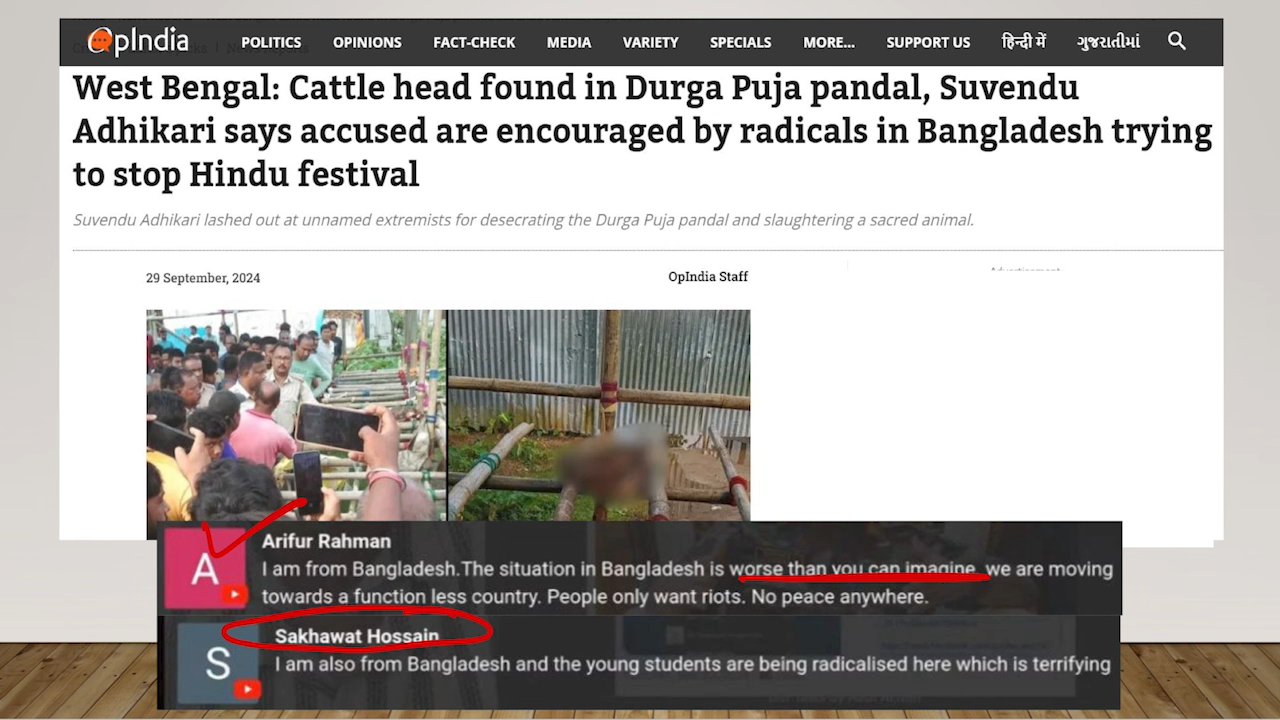 OpIndia
POLITICS OPINIONS FACT-CHECK MEDIA VARIETY SPECIALS MORE... SUPPORT US हिन्दी में ગુજરાતીમાં
West Bengal: Cattle head found in Durga Puja pandal, Suvendu
Adhikari says accused are encouraged by radicals in Bangladesh trying
to stop Hindu festival
Suvendu Adhikari lashed out at unnamed extremists for desecrating the Durga Puja pandal and slaughtering a sacred animal.
29 September, 2024
OpIndia Staff
A
Arifur Rahman
I am from Bangladesh.The situation in Bangladesh is worse than you can imagine. we are moving
towards a function less country. People only want riots. No peace anywhere.
S
Sakhawat Hossain
I am also from Bangladesh and the young students are being radicalised here which is terrifying